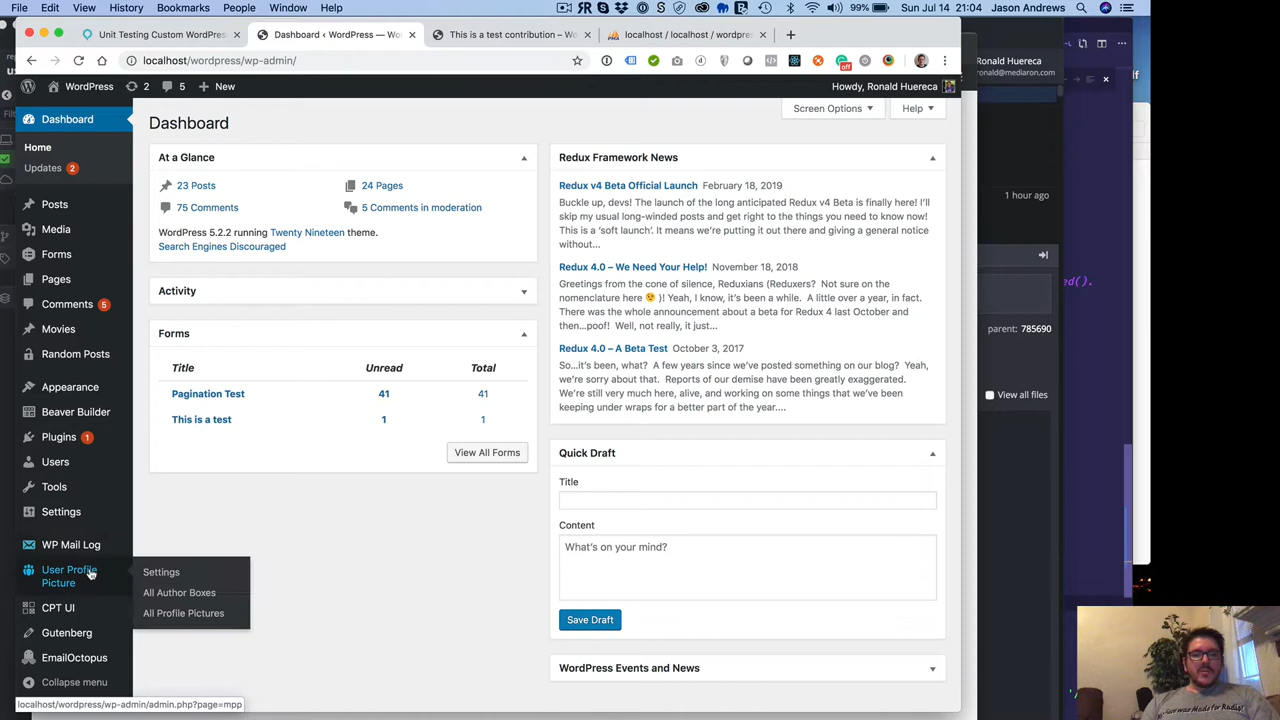 People Bookmarks People Window Help 99% Sun Jul 14 21:04 Jason Andrews
Unit Testing Custom WordPress
Dashboard ‹ WordPress — Wo
This is a test contribution – W
localhost / localhost / wordpres
localhost/wordpress/wp-admin/
off
WordPress 2 5 New
Howdy, Ronald Huereca
Screen Options
Help
Dashboard
Home
Updates 2
Posts
Media
Forms
Pages
Comments 5
Movies
Random Posts
Appearance
Beaver Builder
Plugins 1
Users
Tools
Settings
WP Mail Log
User Profile
Picture
Settings
All Author Boxes
All Profile Pictures
CPT UI
Gutenberg
EmailOctopus
Collapse menu
localhost/wordpress/wp-admin/admin.php?page=mpp
Dashboard
At a Glance
23 Posts
24 Pages
75 Comments
5 Comments in moderation
WordPress 5.2.2 running Twenty Nineteen theme.
Search Engines Discouraged
Activity
Forms
Title Unread Total
Pagination Test 41 41
This is a test 1 1
View All Forms
Redux Framework News
Redux v4 Beta Official Launch February 18, 2019
Buckle up, devs! The launch of the long anticipated Redux v4 Beta is finally here! I'll
skip my usual long-winded posts and get right to the things you need to know now!
This is a 'soft launch'. It means we're putting it out there and giving a general notice
without...
Redux 4.0 – We Need Your Help! November 18, 2018
Greetings from the cone of silence, Reduxians (Reduxers? Not sure on the
nomenclature here 😉 )! Yeah, I know, it's been a while. A little over a year, in fact.
There was the whole announcement about a beta for Redux 4 last October and
then...poof! Well, not really, it just...
Redux 4.0 – A Beta Test October 3, 2017
So...it's been, what? A few years since we've posted something on our blog? Yeah,
we're sorry about that. Reports of our demise have been greatly exaggerated.
We're still very much here, alive, and working on some things that we've been
keeping under wraps for a better part of the year....
Quick Draft
Title
Content
What's on your mind?
Save Draft
WordPress Events and News
Ronald Huereca
ronald@mediaron.com
1 hour ago
ed().
parent: 785690
View all files